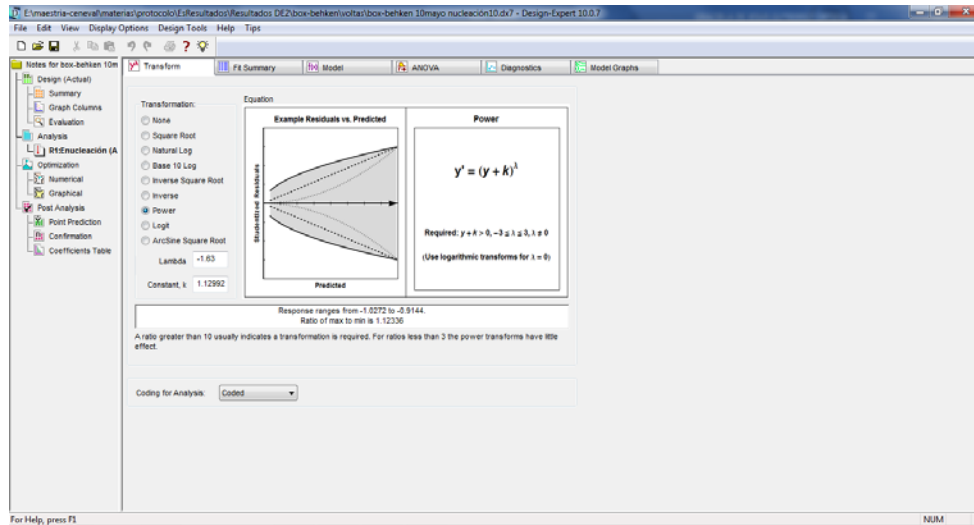 E:\maestria-ceneval\materias\protocolo\EsResultados\Resultados DE2\box-behken\voltas\box-behken 10mayo nucleación10.dx7 - Design-Expert 10.0.7
File Edit View Display Options Design Tools Help Tips
Notes for box-behken 10m
Design (Actual)
Summary
Graph Columns
Evaluation
Analysis
R1:Enucleación (A
Optimization
Numerical
Graphical
Post Analysis
Point Prediction
Confirmation
Coefficients Table
Transform Fit Summary Model ANOVA Diagnostics Model Graphs
Transformation:
None
Square Root
Natural Log
Base 10 Log
Inverse Square Root
Inverse
Power
Logit
ArcSine Square Root
Lambda -1.63
Constant, k 1.12992
Equation
Example Residuals vs. Predicted
Studentized Residuals
Predicted
Power
y' = (y + k)^λ
Required: y + k > 0, -3 ≤ λ ≤ 3, λ ≠ 0
(Use logarithmic transforms for λ = 0)
Response ranges from -1.0272 to -0.9144.
Ratio of max to min is 1.12336
A ratio greater than 10 usually indicates a transformation is required. For ratios less than 3 the power transforms have little
effect.
Coding for Analysis: Coded
For Help, press F1
NUM